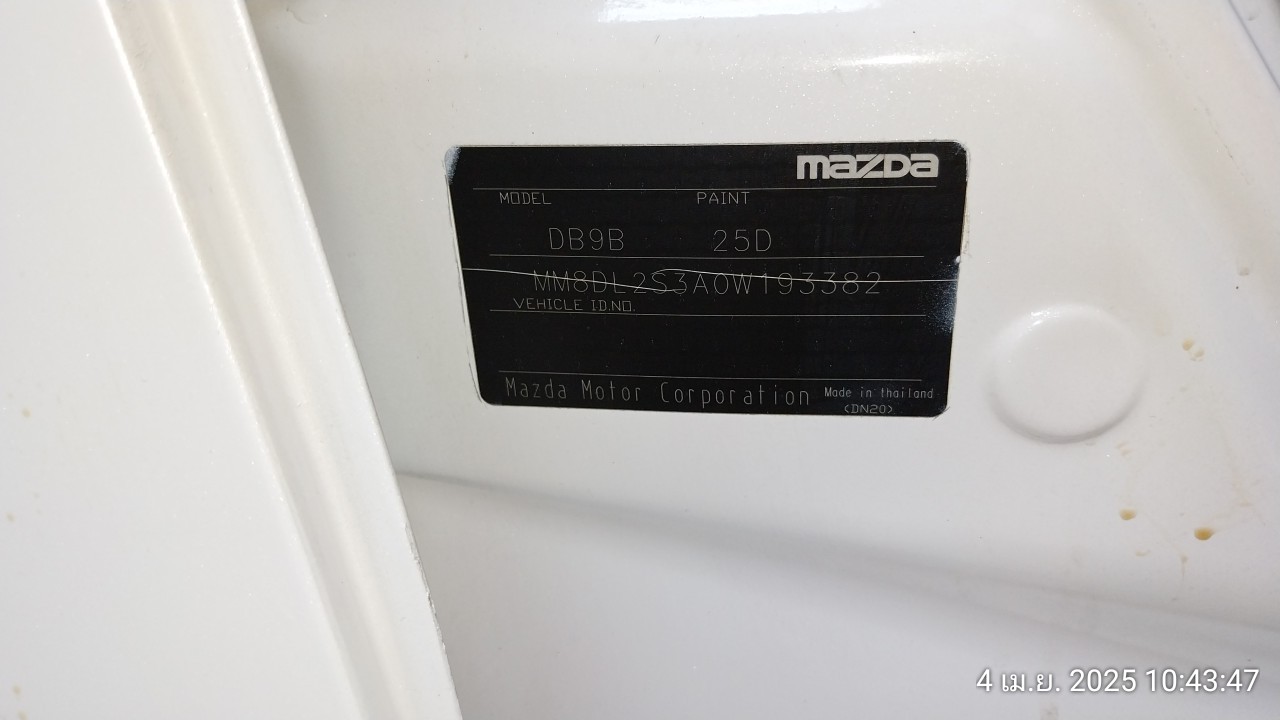 mazda
MODEL PAINT
DB9B 25D
MM8DL2S3A0W193382
VEHICLE ID.NO.
Mazda Motor Corporation Made in thailand
(DN20)
4 เม.ย. 2025 10:43:47